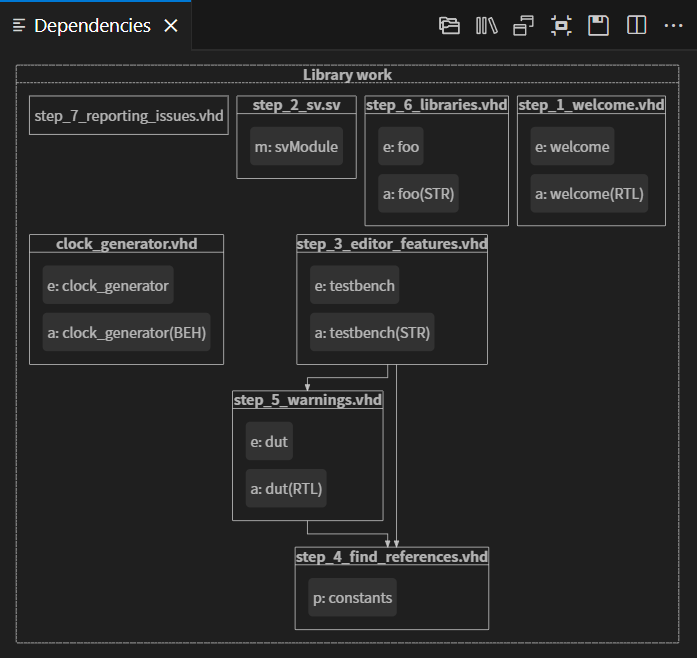 Dependencies
Library work
step_7_reporting_issues.vhd
step_2_sv.sv
m: svModule
step_6_libraries.vhd
e: foo
a: foo(STR)
step_1_welcome.vhd
e: welcome
a: welcome(RTL)
clock_generator.vhd
e: clock_generator
a: clock_generator(BEH)
step_3_editor_features.vhd
e: testbench
a: testbench(STR)
step_5_warnings.vhd
e: dut
a: dut(RTL)
step_4_find_references.vhd
p: constants